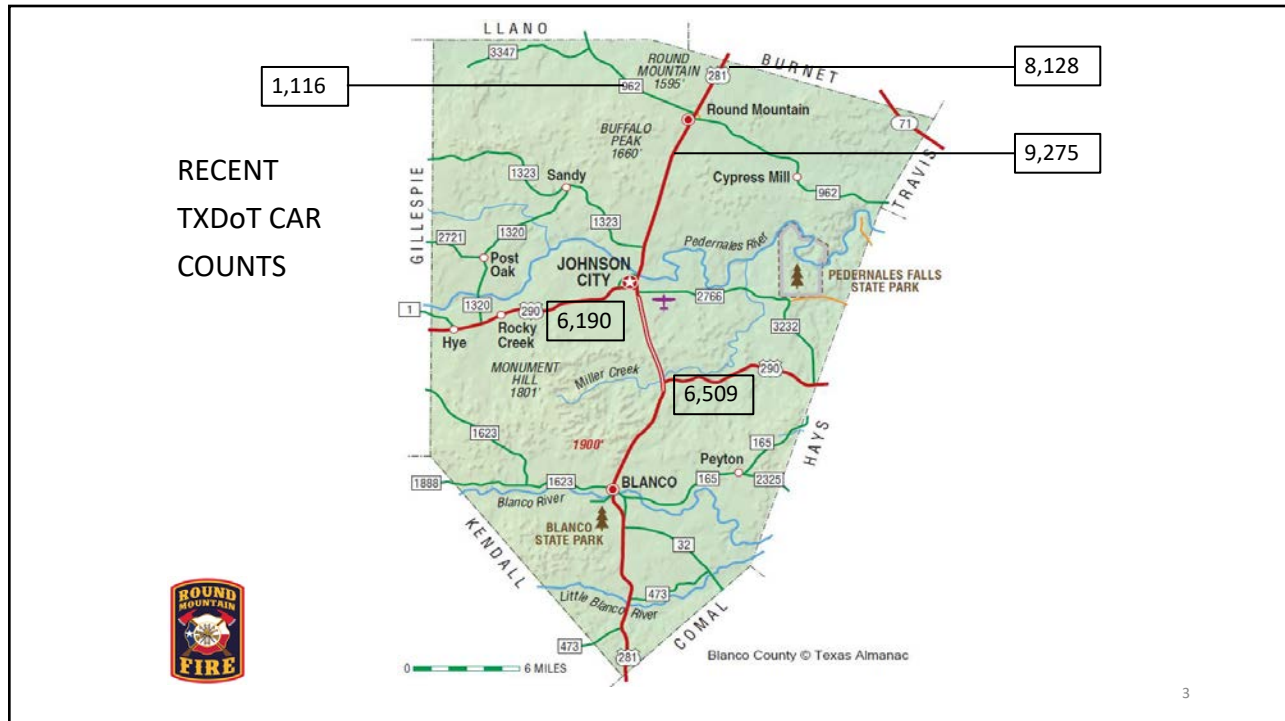 LLANO
BURNET
TRAVIS
HAYS
COMAL
KENDALL
GILLESPIE
RECENT
TXDoT CAR
COUNTS
1,116
8,128
9,275
6,190
6,509
3347
962
ROUND
MOUNTAIN
1595'
281
71
Round Mountain
BUFFALO
PEAK
1660'
Cypress Mill
962
1323
Sandy
1323
2721
1320
Post
Oak
Pedernales River
JOHNSON
CITY
PEDERNALES FALLS
STATE PARK
2766
1
1320
290
Hye
Rocky
Creek
3232
MONUMENT
HILL
1801'
Miller Creek
290
1623
1900'
165
Peyton
1888
1623
BLANCO
165
2325
Blanco River
BLANCO
STATE PARK
32
473
Little Blanco River
473
281
0
6 MILES
Blanco County © Texas Almanac
ROUND
MOUNTAIN
FIRE
3